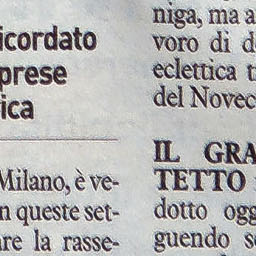 icordato
prese
ica
Milano, è ve-
n queste set-
are la rasse-
niga, ma a
voro di d
eclettica t
del Novec
IL GRA
TETTO
dotto ogg
guendo s